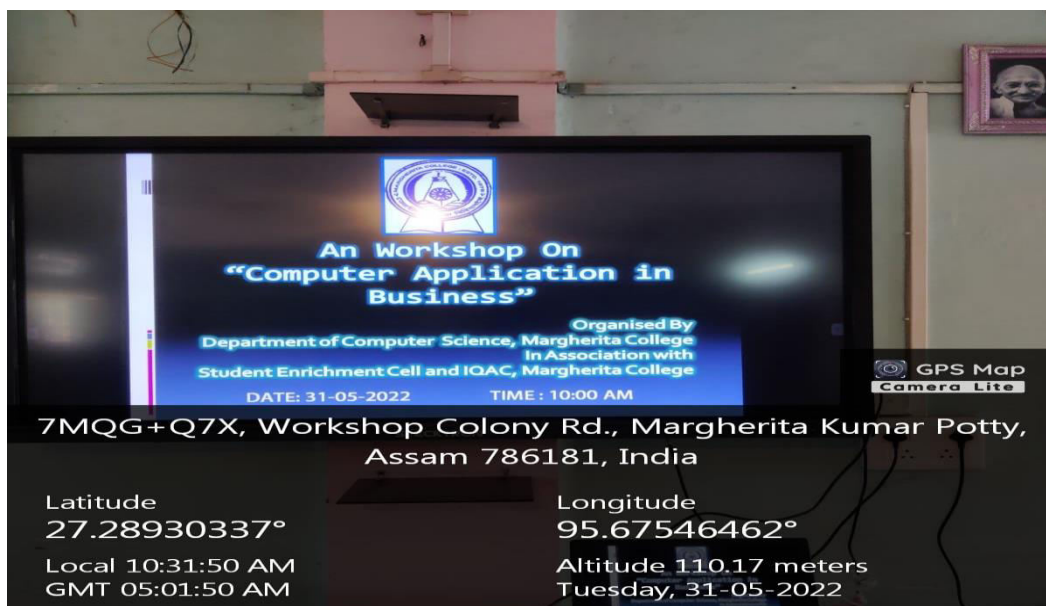 An Workshop On
“Computer Application in
Business”
Organised By
Department of Computer Science, Margherita College
In Association with
Student Enrichment Cell and IQAC, Margherita College
DATE: 31-05-2022 TIME : 10:00 AM
GPS Map
Camera Lite
7MQG+Q7X, Workshop Colony Rd., Margherita Kumar Potty,
Assam 786181, India
Latitude
27.28930337°
Longitude
95.67546462°
Local 10:31:50 AM
GMT 05:01:50 AM
Altitude 110.17 meters
Tuesday, 31-05-2022